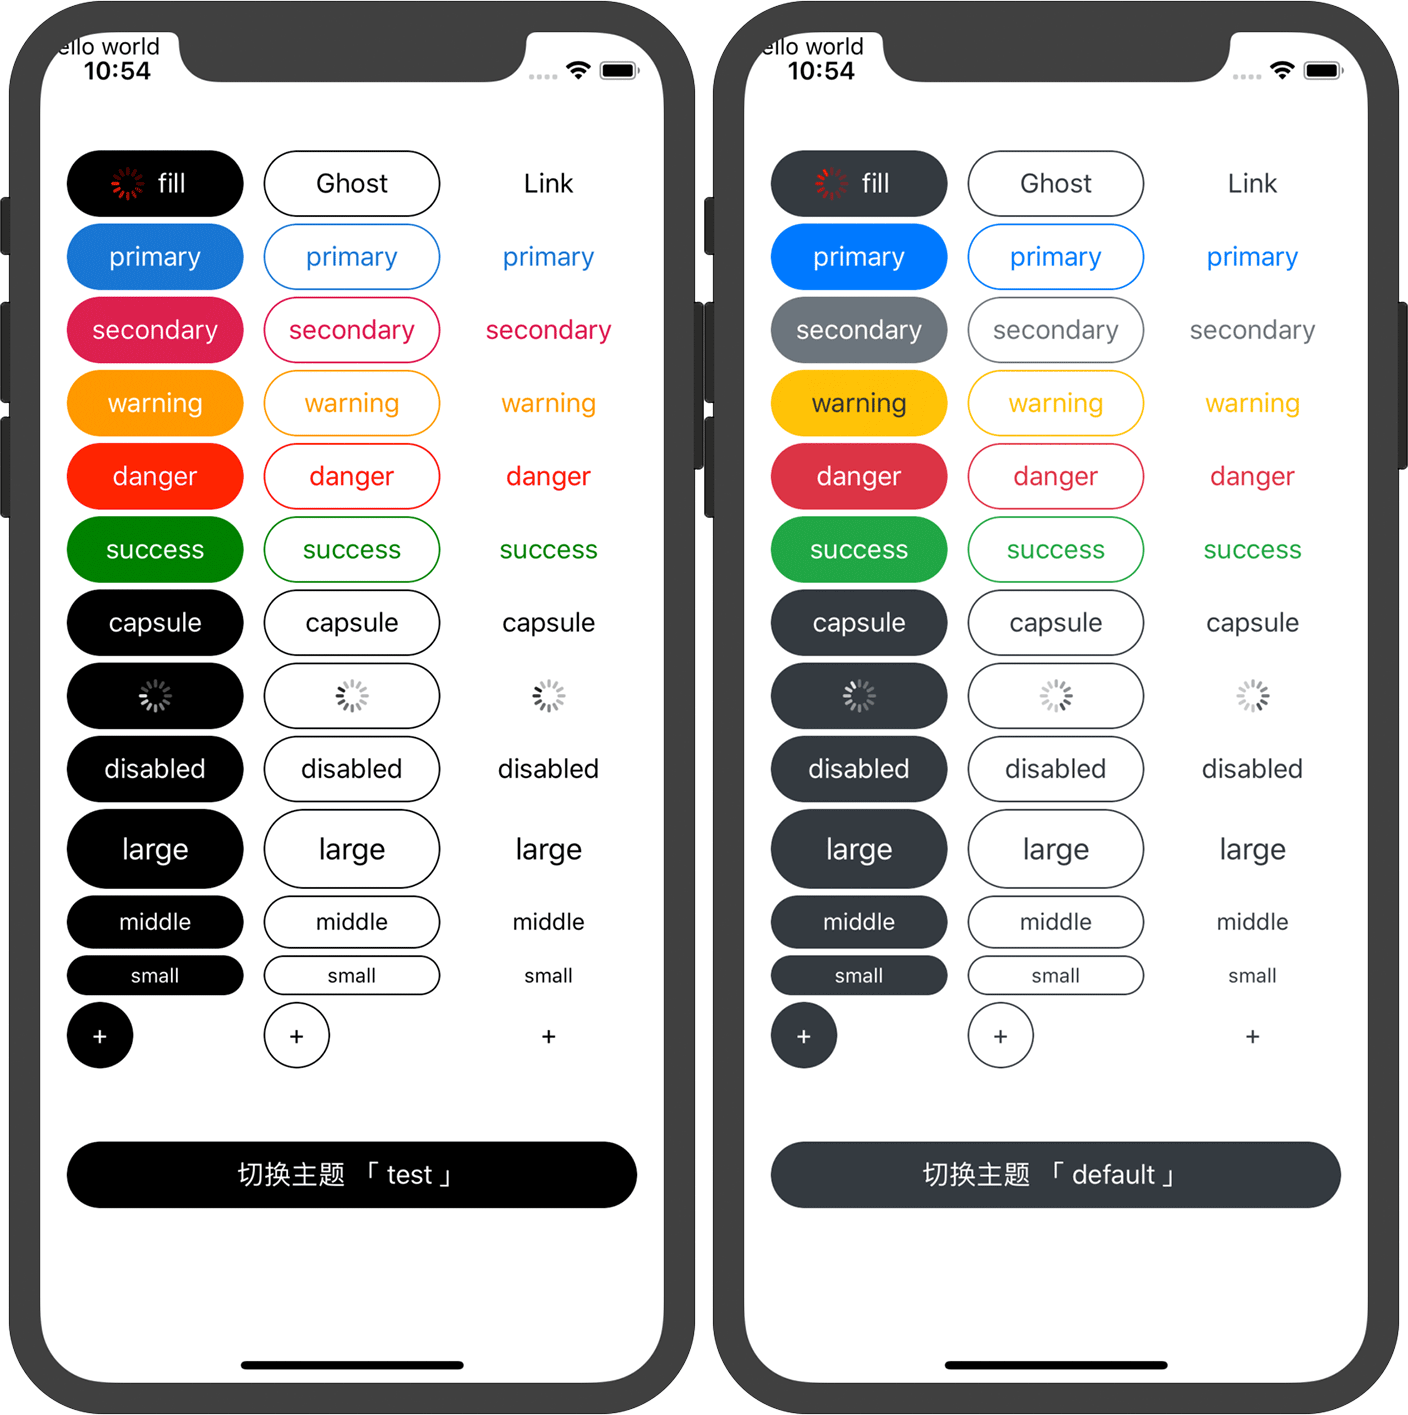 ello world
10:54
fill Ghost Link
primary primary primary
secondary secondary secondary
warning warning warning
danger danger danger
success success success
capsule capsule capsule
disabled disabled disabled
large large large
middle middle middle
small small small
+ + +
切换主题 「 test 」
ello world
10:54
fill Ghost Link
primary primary primary
secondary secondary secondary
warning warning warning
danger danger danger
success success success
capsule capsule capsule
disabled disabled disabled
large large large
middle middle middle
small small small
+ + +
切换主题 「 default 」